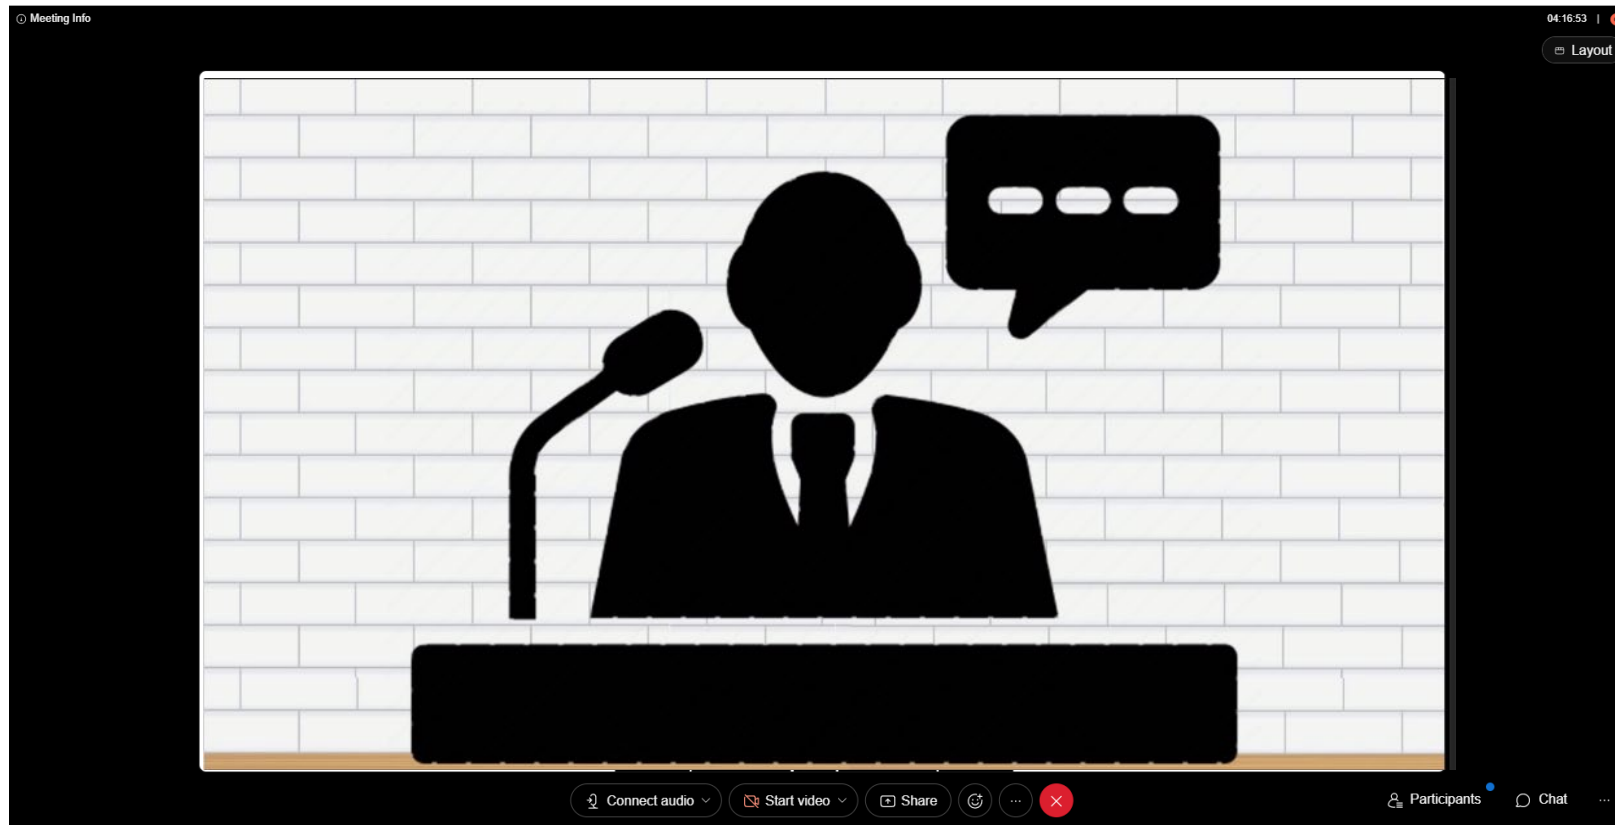 Meeting Info
04:16:53 |
Layout
Connect audio
Start video
Share
Participants
Chat